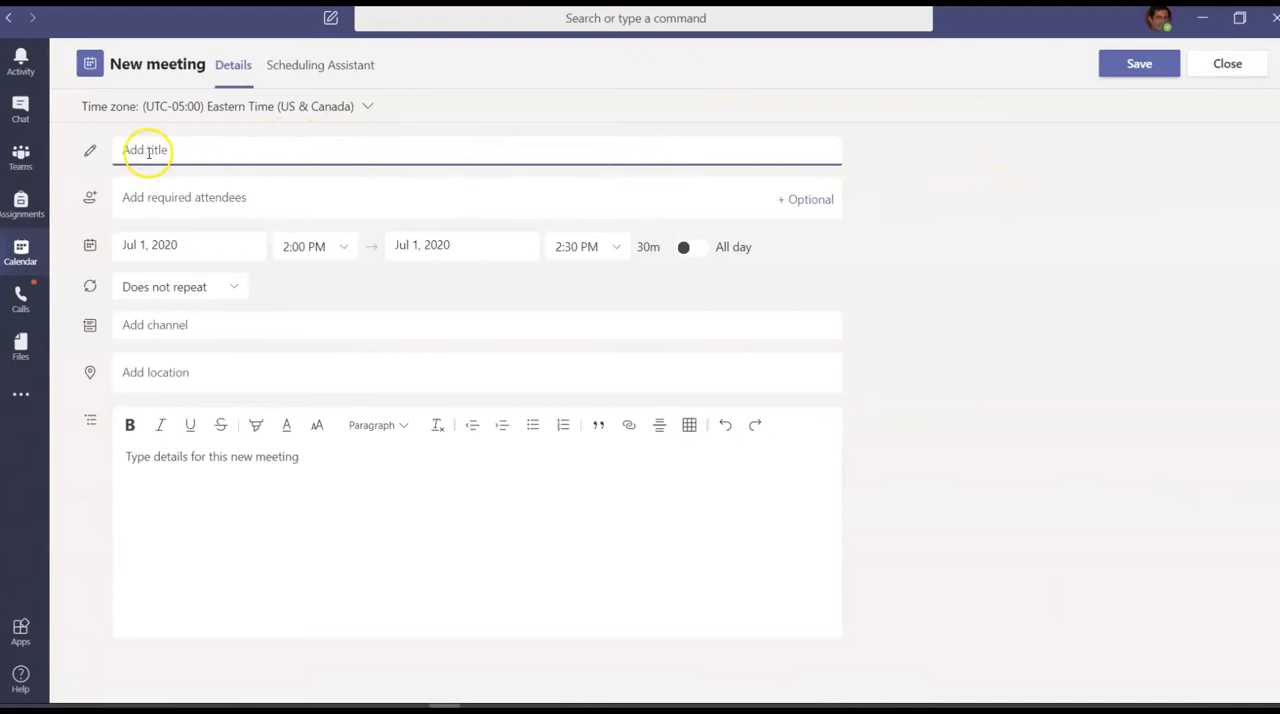 Search or type a command
Activity
Chat
Teams
Assignments
Calendar
Calls
Files
Apps
Help
New meeting Details Scheduling Assistant Save Close
Time zone: (UTC-05:00) Eastern Time (US & Canada)
Add title
Add required attendees + Optional
Jul 1, 2020 2:00 PM → Jul 1, 2020 2:30 PM 30m All day
Does not repeat
Add channel
Add location
B I U S A AA Paragraph Tx
Type details for this new meeting